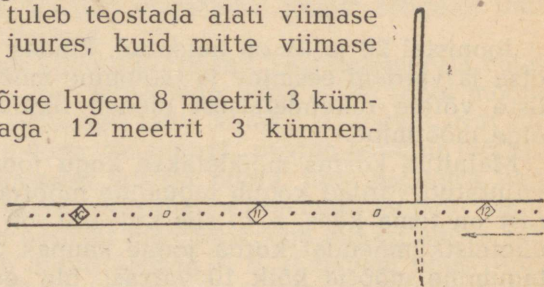 tuleb teostada alati viimase
juures, kuid mitte viimase
õige lugem 8 meetrit 3 küm-
aga 12 meetrit 3 kümnen-
11 12